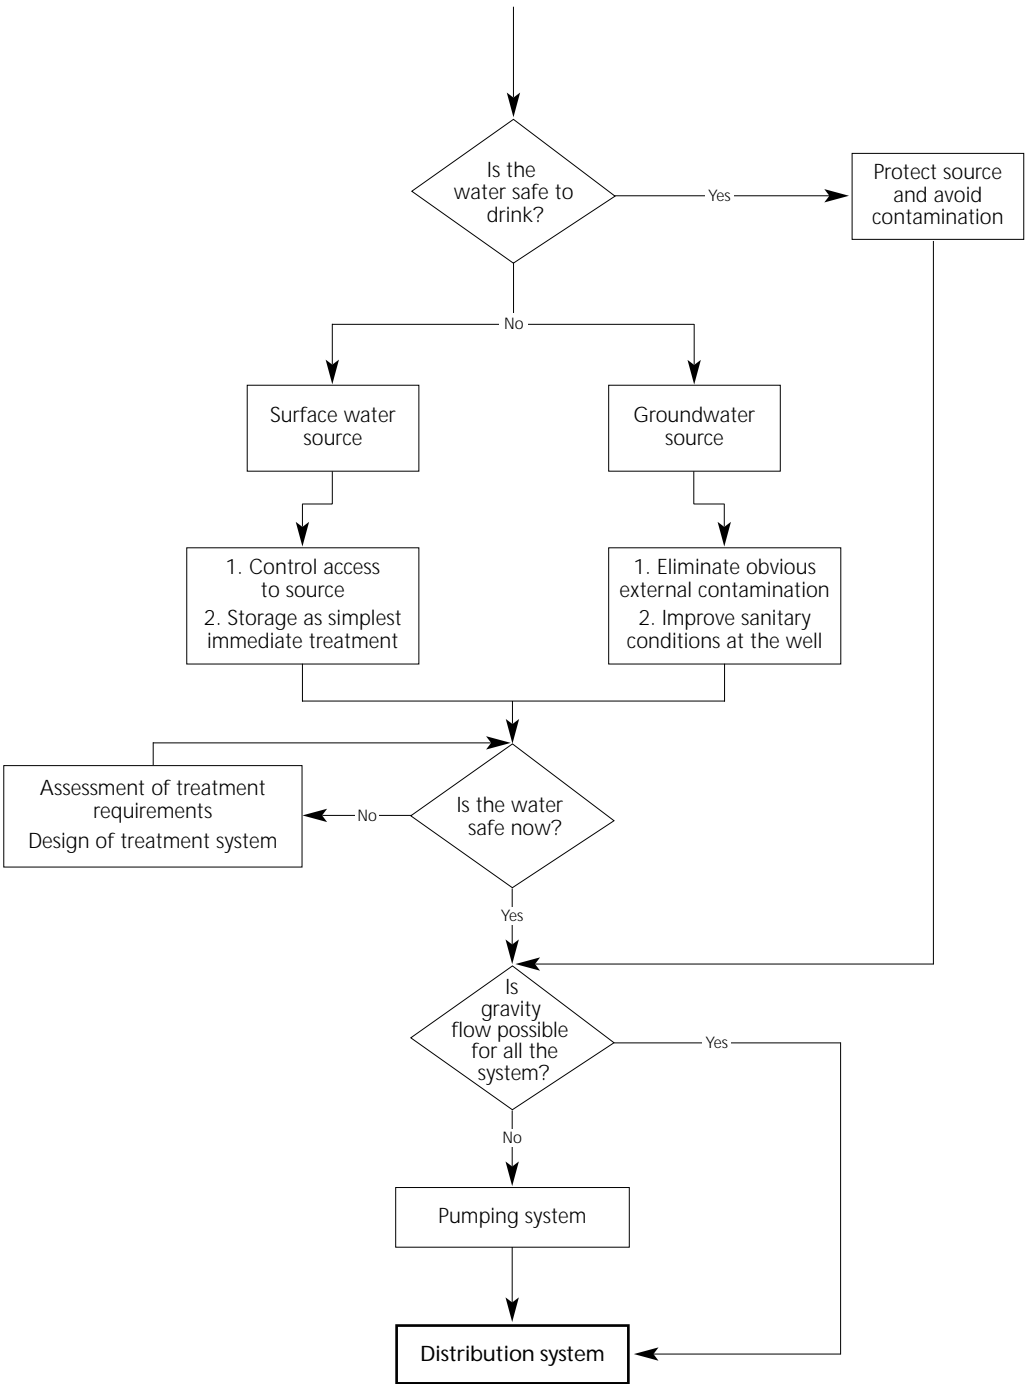 Is the
water safe to
drink?
Yes
Protect source
and avoid
contamination
No
Surface water
source
Groundwater
source
1. Control access
to source
2. Storage as simplest
immediate treatment
1. Eliminate obvious
external contamination
2. Improve sanitary
conditions at the well
Assessment of treatment
requirements
Design of treatment system
No
Is the water
safe now?
Yes
Is
gravity
flow possible
for all the
system?
Yes
No
Pumping system
Distribution system